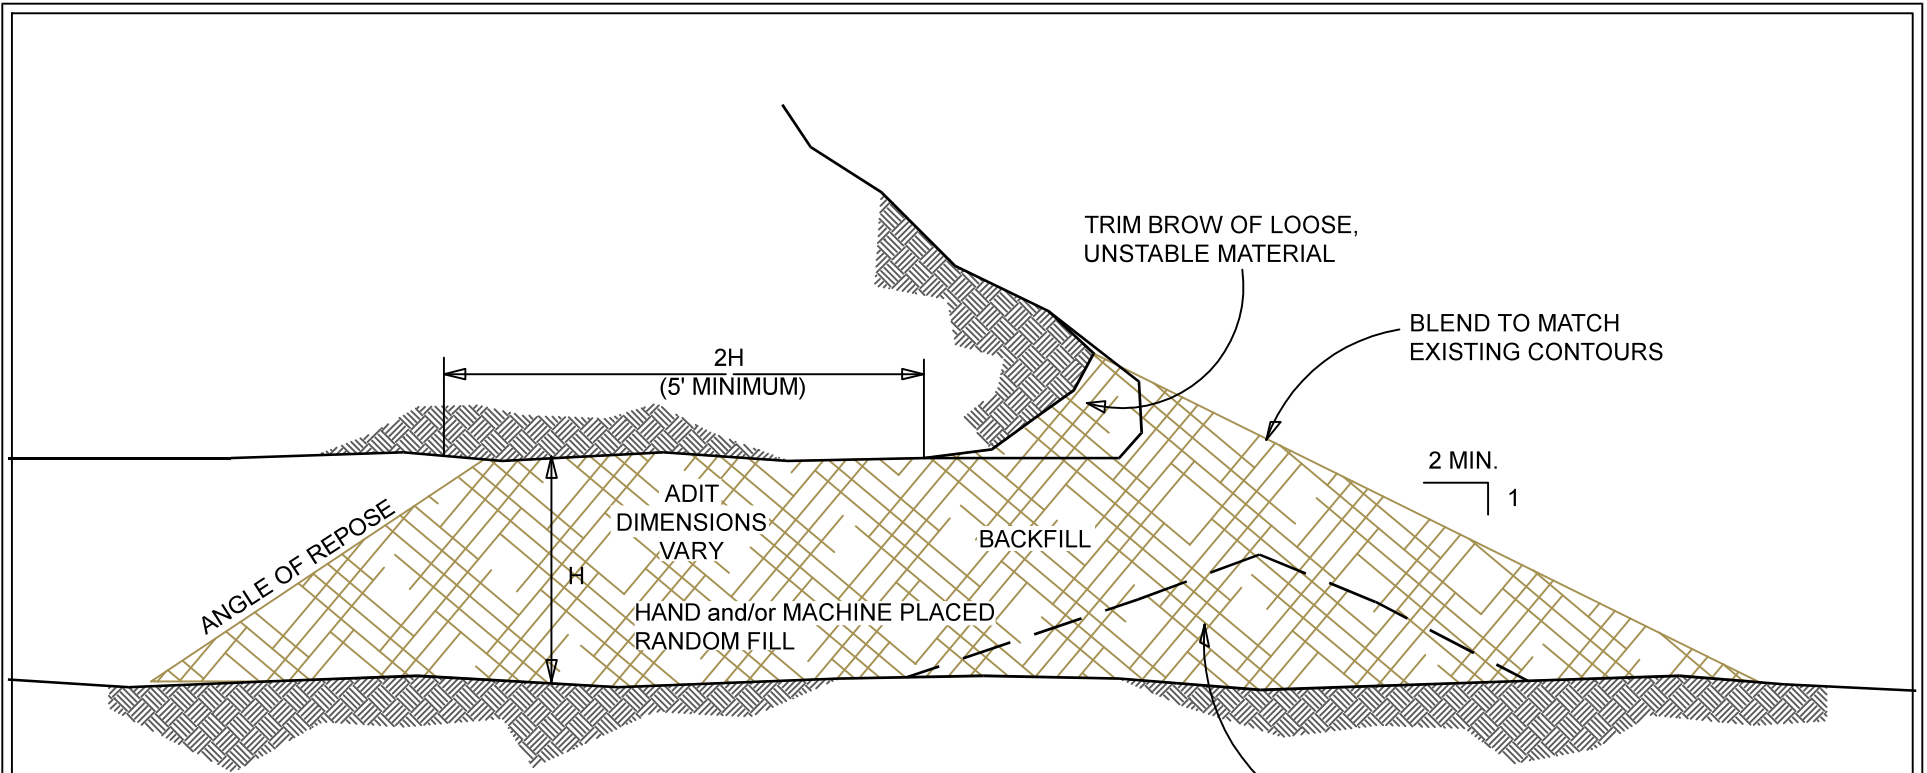 TRIM BROW OF LOOSE,
UNSTABLE MATERIAL
BLEND TO MATCH
EXISTING CONTOURS
2H
(5' MINIMUM)
2 MIN.
1
ADIT
DIMENSIONS
VARY
BACKFILL
ANGLE OF REPOSE
H
HAND and/or MACHINE PLACED
RANDOM FILL